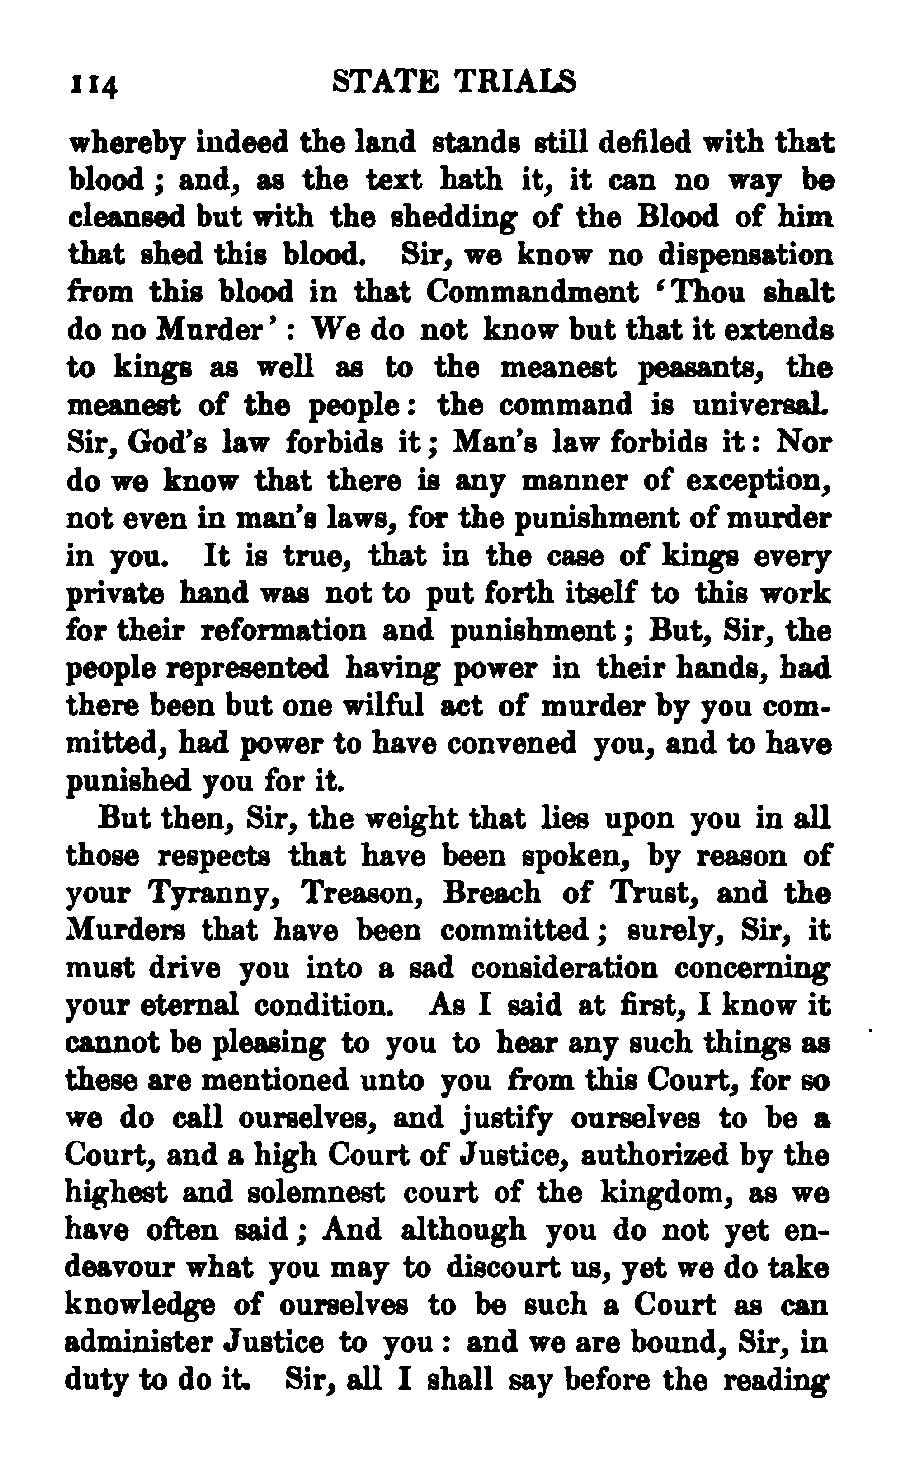 114 STATE TRIALS
whereby indeed the land stands still defiled with that
blood ; and, as the text hath it, it can no way be
cleansed but with the shedding of the Blood of him
that shed this blood. Sir, we know no dispensation
from this blood in that Commandment ‘Thou shalt
do no Murder’ : We do not know but that it extends
to kings as well as to the meanest peasants, the
meanest of the people : the command is universal.
Sir, God’s law forbids it ; Man’s law forbids it : Nor
do we know that there is any manner of exception,
not even in man’s laws, for the punishment of murder
in you. It is true, that in the case of kings every
private hand was not to put forth itself to this work
for their reformation and punishment ; But, Sir, the
people represented having power in their hands, had
there been but one wilful act of murder by you com-
mitted, had power to have convened you, and to have
punished you for it.
But then, Sir, the weight that lies upon you in all
those respects that have been spoken, by reason of
your Tyranny, Treason, Breach of Trust, and the
Murders that have been committed ; surely, Sir, it
must drive you into a sad consideration concerning
your eternal condition. As I said at first, I know it
cannot be pleasing to you to hear any such things as
these are mentioned unto you from this Court, for so
we do call ourselves, and justify ourselves to be a
Court, and a high Court of Justice, authorized by the
highest and solemnest court of the kingdom, as we
have often said ; And although you do not yet en-
deavour what you may to discourt us, yet we do take
knowledge of ourselves to be such a Court as can
administer Justice to you : and we are bound, Sir, in
duty to do it. Sir, all I shall say before the reading